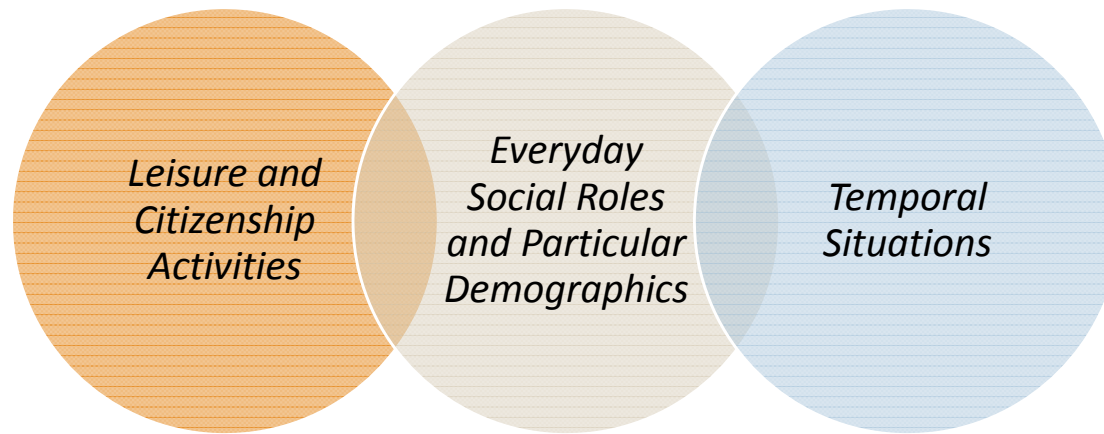 Leisure and
Citizenship
Activities
Everyday
Social Roles
and Particular
Demographics
Temporal
Situations